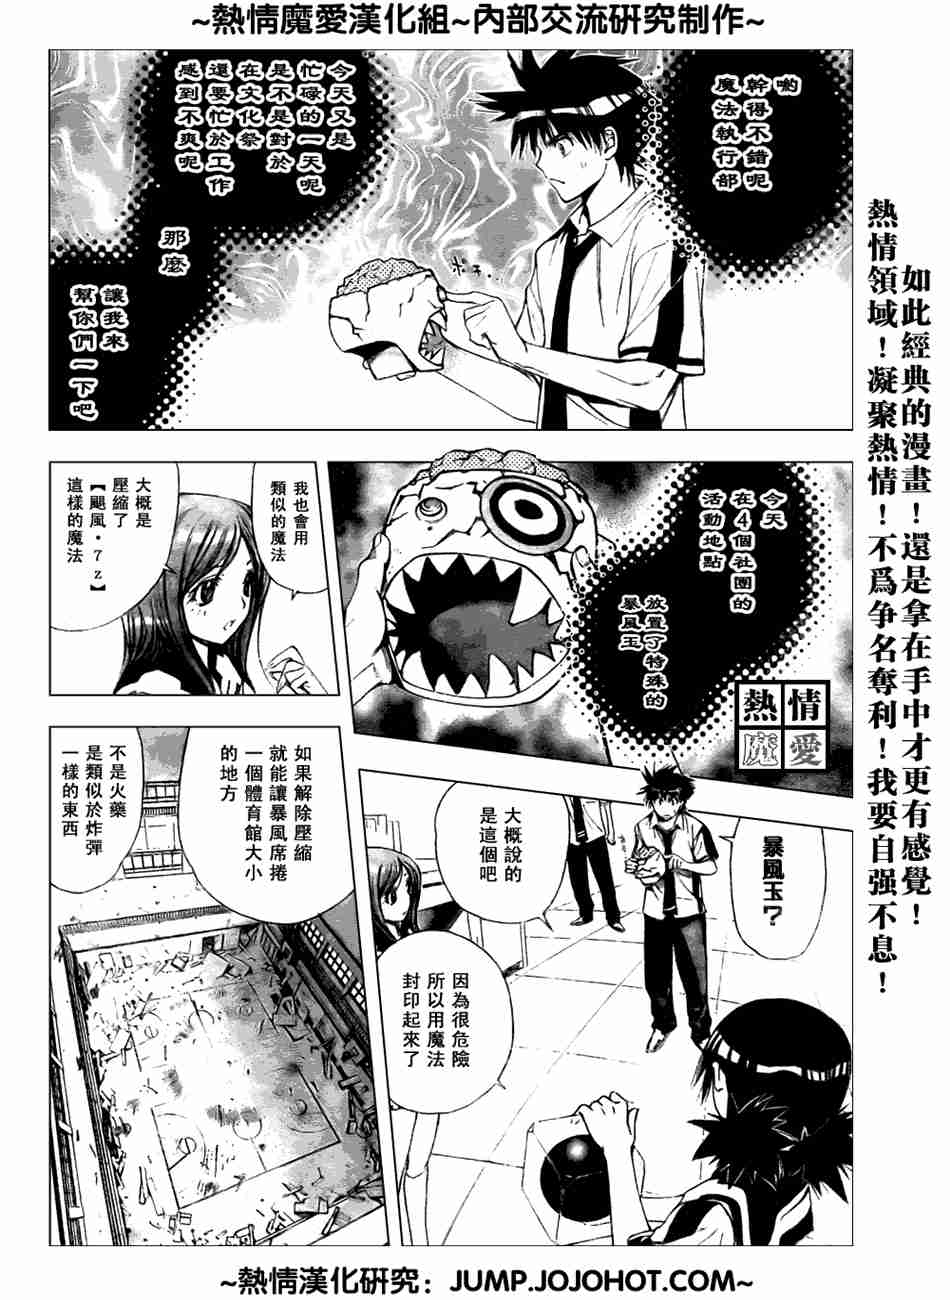 ~熱情魔愛漢化組~內部交流研究制作~
喲
幹得不錯呢
魔法執行部
今天又是
忙碌的一天呢
是不是對於
在文化祭
還要忙於工作
感到不爽呢
那麼
讓我來
幫你們一下吧
今天
在4個社團的
活動地點
放置了特殊的
暴風玉
我也會用
類似的魔法
大概是
壓縮了
【颶風·7z】
這樣的魔法
熱情
魔愛
暴風玉？
大概說的
是這個吧
因為很危險
所以用魔法
封印起來了
如果解除壓縮
就能讓暴風席捲
一個體育館大小
的地方
不是火藥
是類似於炸彈
一樣的東西
如此經典的漫畫！還是拿在手中才更有感覺！
熱情領域！凝聚熱情！不爲争名奪利！我要自强不息！
~熱情漢化研究：JUMP.JOJOHOT.COM~